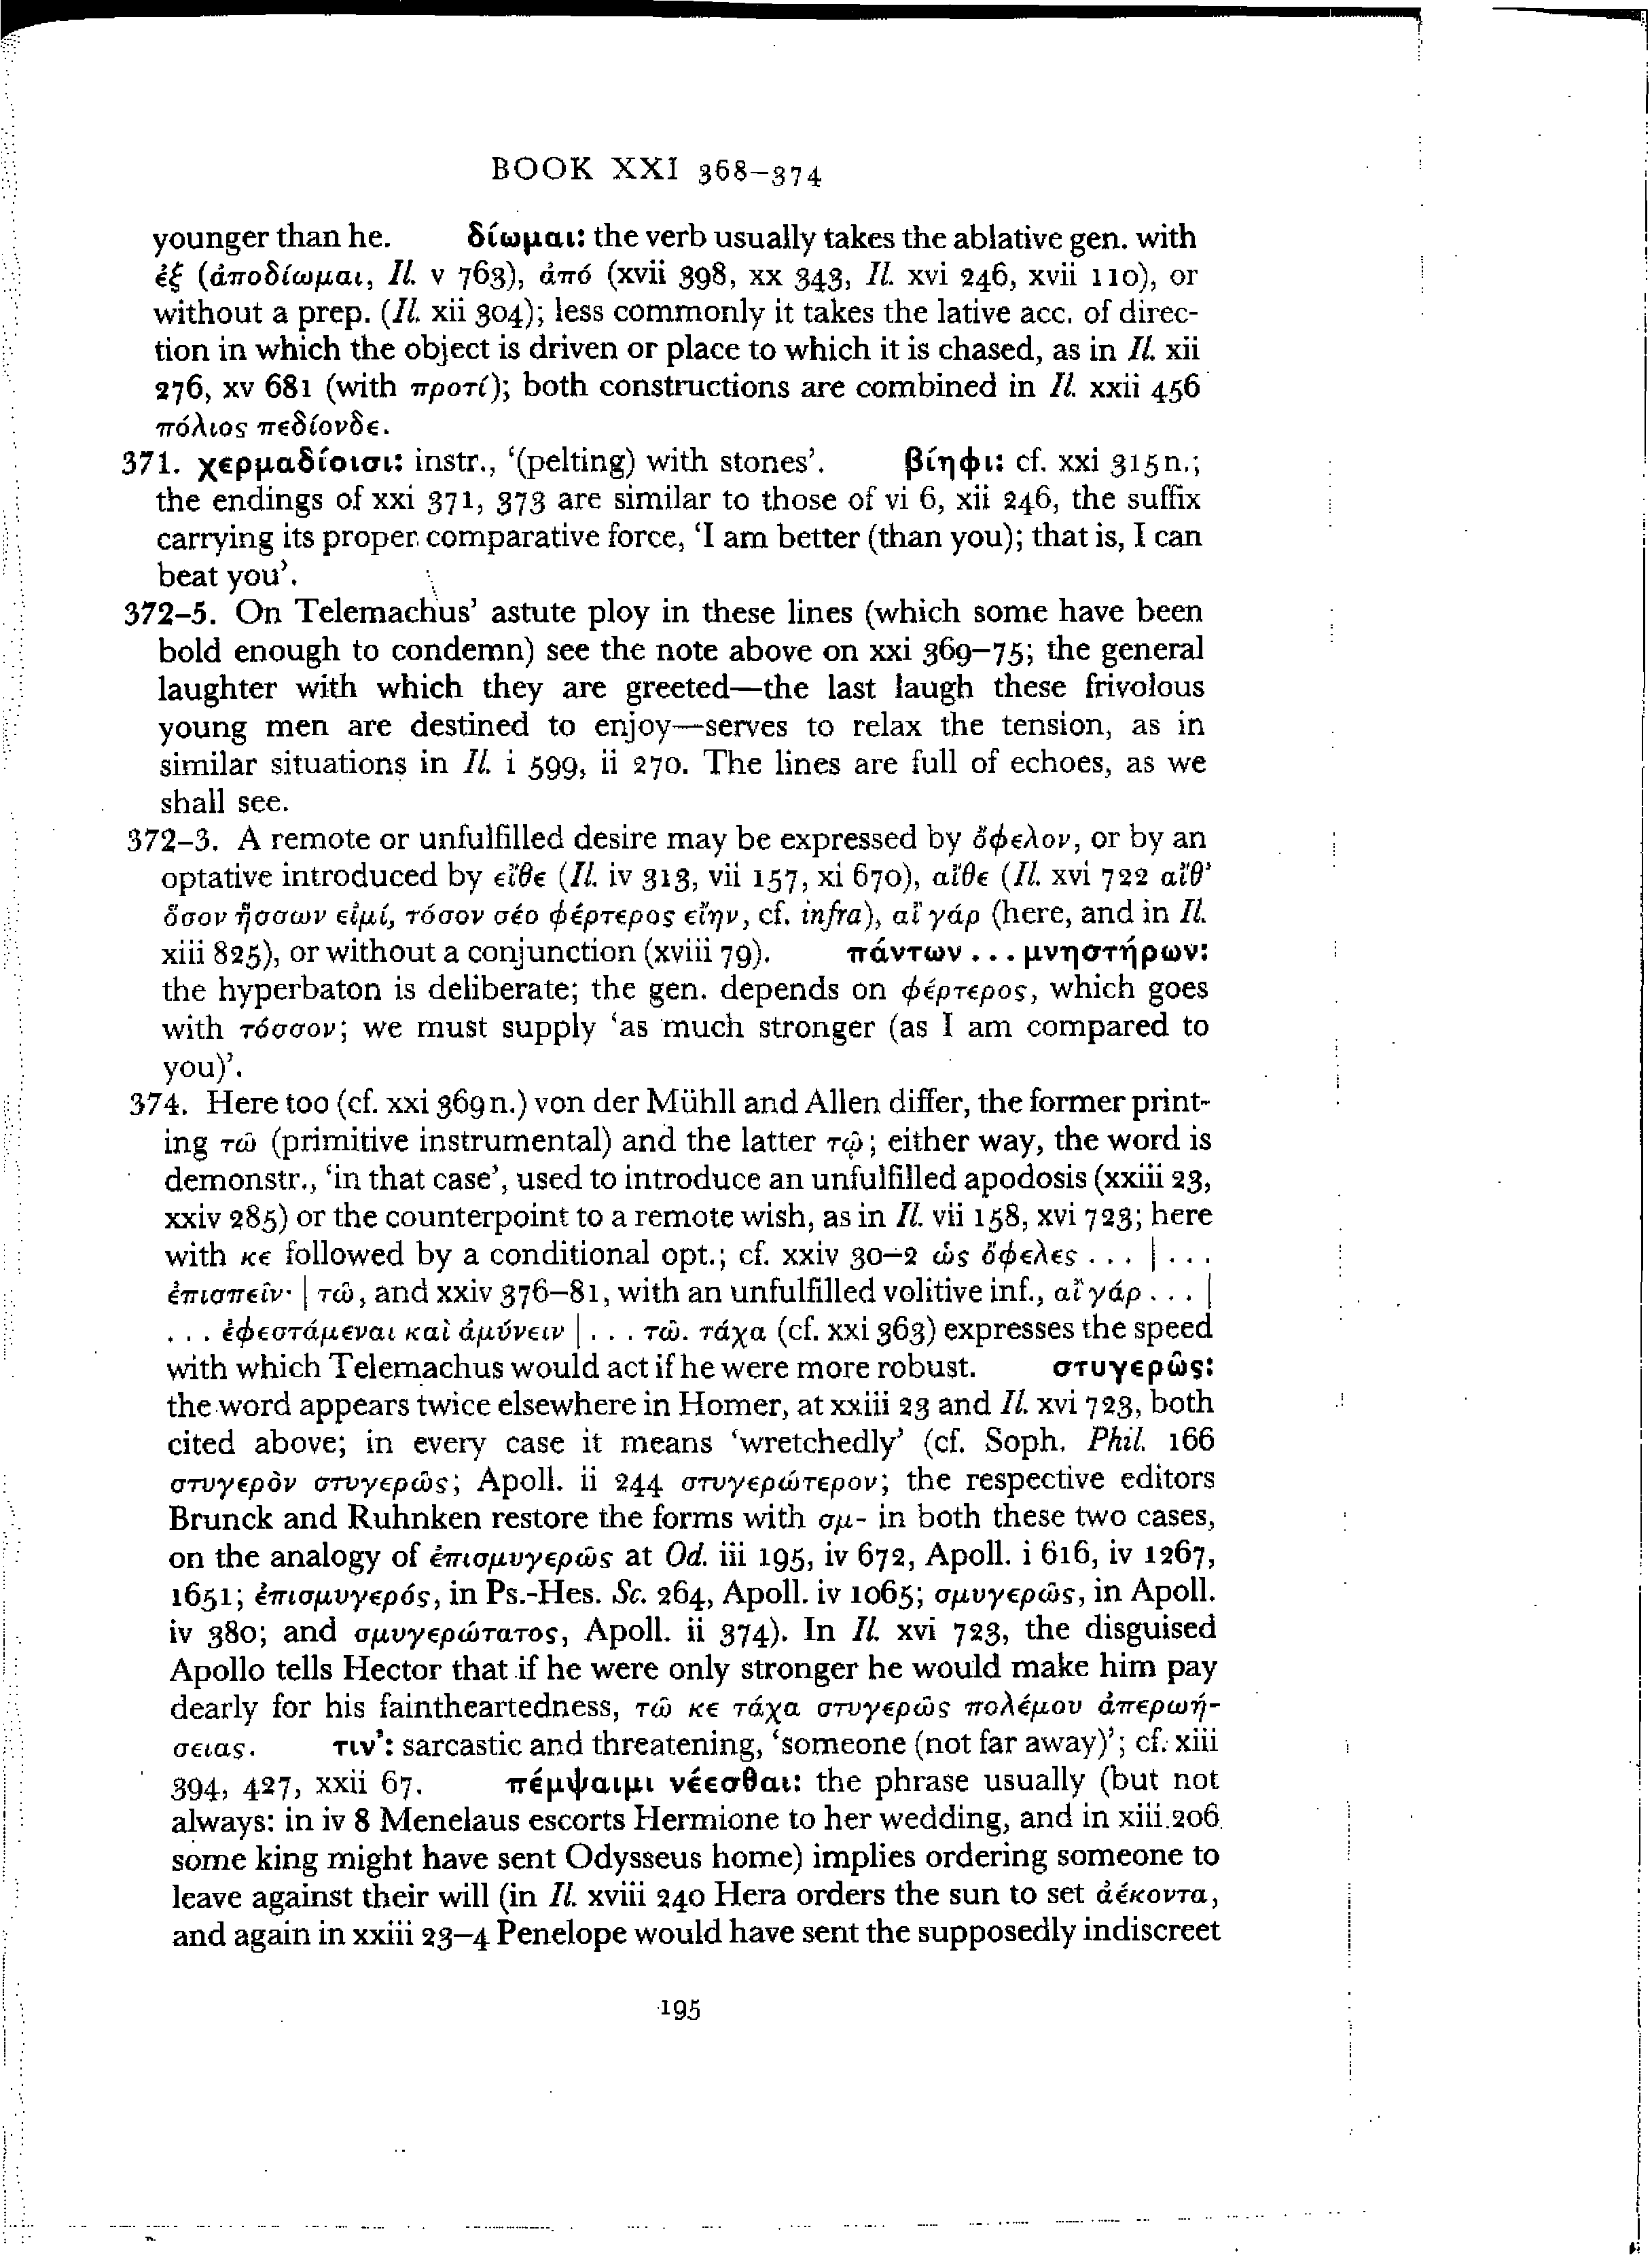 BOOK XXI 368–374
younger than he. δίωμαι: the verb usually takes the ablative gen. with
ἐξ (ἀποδίωμαι, Il. v 763), ἀπό (xvii 398, xx 343, Il. xvi 246, xvii 110), or
without a prep. (Il. xii 304); less commonly it takes the lative acc. of direc-
tion in which the object is driven or place to which it is chased, as in Il. xii
276, xv 681 (with προτί); both constructions are combined in Il. xxii 456
πόλιος πεδίονδε.
371. χερμαδίοισι: instr., ‘(pelting) with stones’. βίηφι: cf. xxi 315 n.;
the endings of xxi 371, 373 are similar to those of vi 6, xii 246, the suffix
carrying its proper comparative force, ‘I am better (than you); that is, I can
beat you’.
372–5. On Telemachus’ astute ploy in these lines (which some have been
bold enough to condemn) see the note above on xxi 369–75; the general
laughter with which they are greeted—the last laugh these frivolous
young men are destined to enjoy—serves to relax the tension, as in
similar situations in Il. i 599, ii 270. The lines are full of echoes, as we
shall see.
372–3. A remote or unfulfilled desire may be expressed by ὄφελον, or by an
optative introduced by εἴθε (Il. iv 313, vii 157, xi 670), αἴθε (Il. xvi 722 αἴθ’
ὅσον ἥσσων εἰμί, τόσον σέο φέρτερος εἴην, cf. infra), αἲ γάρ (here, and in Il.
xiii 825), or without a conjunction (xviii 79). πάντων . . . μνηστήρων:
the hyperbaton is deliberate; the gen. depends on φέρτερος, which goes
with τόσσον; we must supply ‘as much stronger (as I am compared to
you)’.
374. Here too (cf. xxi 369 n.) von der Mühll and Allen differ, the former print-
ing τῶ (primitive instrumental) and the latter τῷ; either way, the word is
demonstr., ‘in that case’, used to introduce an unfulfilled apodosis (xxiii 23,
xxiv 285) or the counterpoint to a remote wish, as in Il. vii 158, xvi 723; here
with κε followed by a conditional opt.; cf. xxiv 30–2 ὡς ὄφελες . . . | . . .
ἐπισπεῖν· | τῶ, and xxiv 376–81, with an unfulfilled volitive inf., αἲ γάρ . . . |
. . . ἐφεστάμεναι καὶ ἀμύνειν | . . . τῶ. τάχα (cf. xxi 363) expresses the speed
with which Telemachus would act if he were more robust. στυγερῶς:
the word appears twice elsewhere in Homer, at xxiii 23 and Il. xvi 723, both
cited above; in every case it means ‘wretchedly’ (cf. Soph. Phil. 166
στυγερὸν στυγερῶς; Apoll. ii 244 στυγερώτερον; the respective editors
Brunck and Ruhnken restore the forms with σμ- in both these two cases,
on the analogy of ἐπισμυγερῶς at Od. iii 195, iv 672, Apoll. i 616, iv 1267,
1651; ἐπισμυγερός, in Ps.-Hes. Sc. 264, Apoll. iv 1065; σμυγερῶς, in Apoll.
iv 380; and σμυγερώτατος, Apoll. ii 374). In Il. xvi 723, the disguised
Apollo tells Hector that if he were only stronger he would make him pay
dearly for his faintheartedness, τῶ κε τάχα στυγερῶς πολέμου ἀπερωή-
σειας. τιν’: sarcastic and threatening, ‘someone (not far away)’; cf. xiii
394, 427, xxii 67. πέμψαιμι νέεσθαι: the phrase usually (but not
always: in iv 8 Menelaus escorts Hermione to her wedding, and in xiii 206
some king might have sent Odysseus home) implies ordering someone to
leave against their will (in Il. xviii 240 Hera orders the sun to set ἀέκοντα,
and again in xxiii 23–4 Penelope would have sent the supposedly indiscreet
195